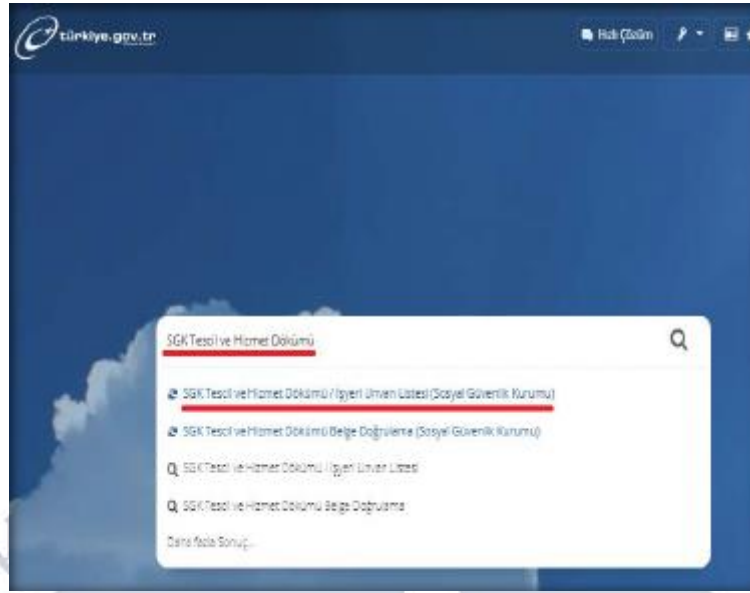 türkiye.gov.tr
Hızlı Çözüm
SGK Tescil ve Hizmet Dökümü
SGK Tescil ve Hizmet Dökümü / İşyeri Unvan Listesi (Sosyal Güvenlik Kurumu)
SGK Tescil ve Hizmet Dökümü Belge Doğrulama (Sosyal Güvenlik Kurumu)
SGK Tescil ve Hizmet Dökümü / İşyeri Unvan Listesi
SGK Tescil ve Hizmet Dökümü Belge Doğrulama
Daha fazla Sonuç...